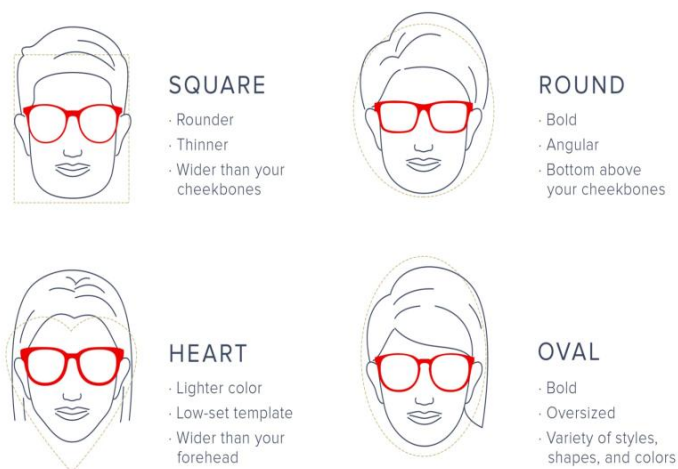 SQUARE
· Rounder
· Thinner
· Wider than your
cheekbones
ROUND
· Bold
· Angular
· Bottom above
your cheekbones
HEART
· Lighter color
· Low-set template
· Wider than your
forehead
OVAL
· Bold
· Oversized
· Variety of styles,
shapes, and colors